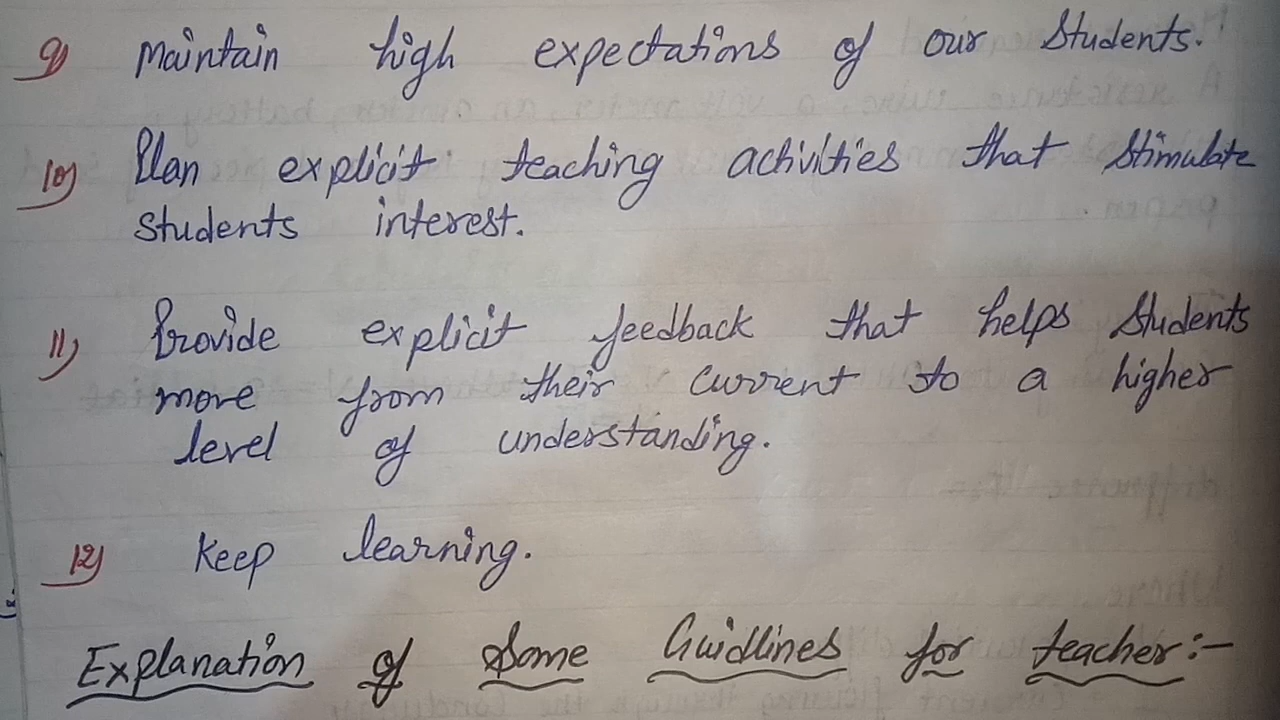 9) Maintain high expectations of our students.
10) Plan explicit teaching activities that stimulate
students interest.
11) Provide explicit feedback that helps students
more from their current to a higher
level of understanding.
12) Keep learning.
Explanation of Some Guidlines for teacher:-